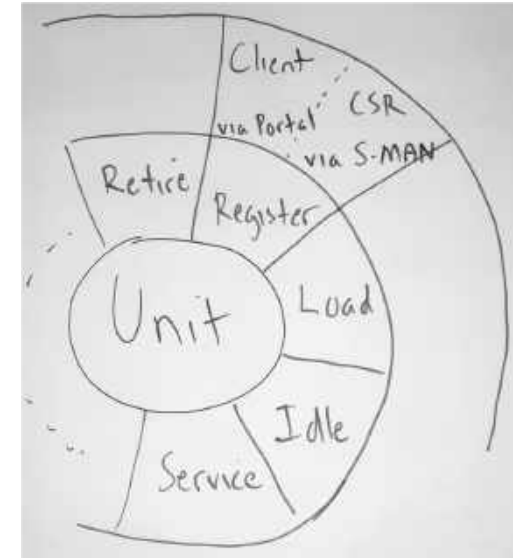 Client
via Portal
CSR
via S-MAN
Retire
Register
Unit
Load
Idle
Service